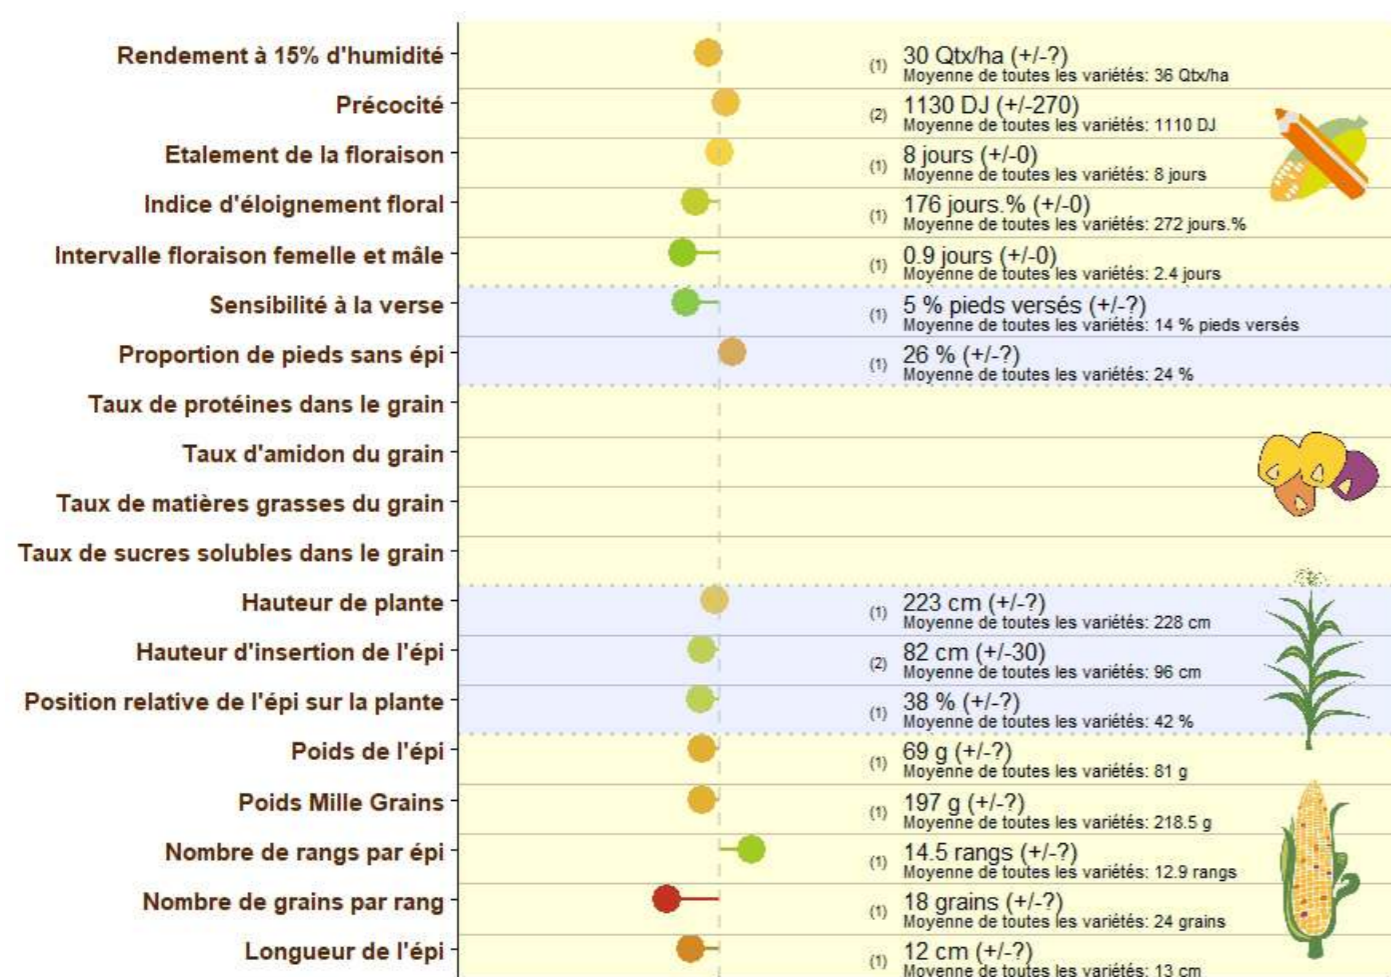 Rendement à 15% d'humidité
(1) 30 Qtx/ha (+/-?)
Moyenne de toutes les variétés: 36 Qtx/ha
Précocité
(2) 1130 DJ (+/-270)
Moyenne de toutes les variétés: 1110 DJ
Etalement de la floraison
(1) 8 jours (+/-0)
Moyenne de toutes les variétés: 8 jours
Indice d'éloignement floral
(1) 176 jours.% (+/-0)
Moyenne de toutes les variétés: 272 jours.%
Intervalle floraison femelle et mâle
(1) 0.9 jours (+/-0)
Moyenne de toutes les variétés: 2.4 jours
Sensibilité à la verse
(1) 5 % pieds versés (+/-?)
Moyenne de toutes les variétés: 14 % pieds versés
Proportion de pieds sans épi
(1) 26 % (+/-?)
Moyenne de toutes les variétés: 24 %
Taux de protéines dans le grain
Taux d'amidon du grain
Taux de matières grasses du grain
Taux de sucres solubles dans le grain
Hauteur de plante
(1) 223 cm (+/-?)
Moyenne de toutes les variétés: 228 cm
Hauteur d'insertion de l'épi
(2) 82 cm (+/-30)
Moyenne de toutes les variétés: 96 cm
Position relative de l'épi sur la plante
(1) 38 % (+/-?)
Moyenne de toutes les variétés: 42 %
Poids de l'épi
(1) 69 g (+/-?)
Moyenne de toutes les variétés: 81 g
Poids Mille Grains
(1) 197 g (+/-?)
Moyenne de toutes les variétés: 218.5 g
Nombre de rangs par épi
(1) 14.5 rangs (+/-?)
Moyenne de toutes les variétés: 12.9 rangs
Nombre de grains par rang
(1) 18 grains (+/-?)
Moyenne de toutes les variétés: 24 grains
Longueur de l'épi
(1) 12 cm (+/-?)
Moyenne de toutes les variétés: 13 cm